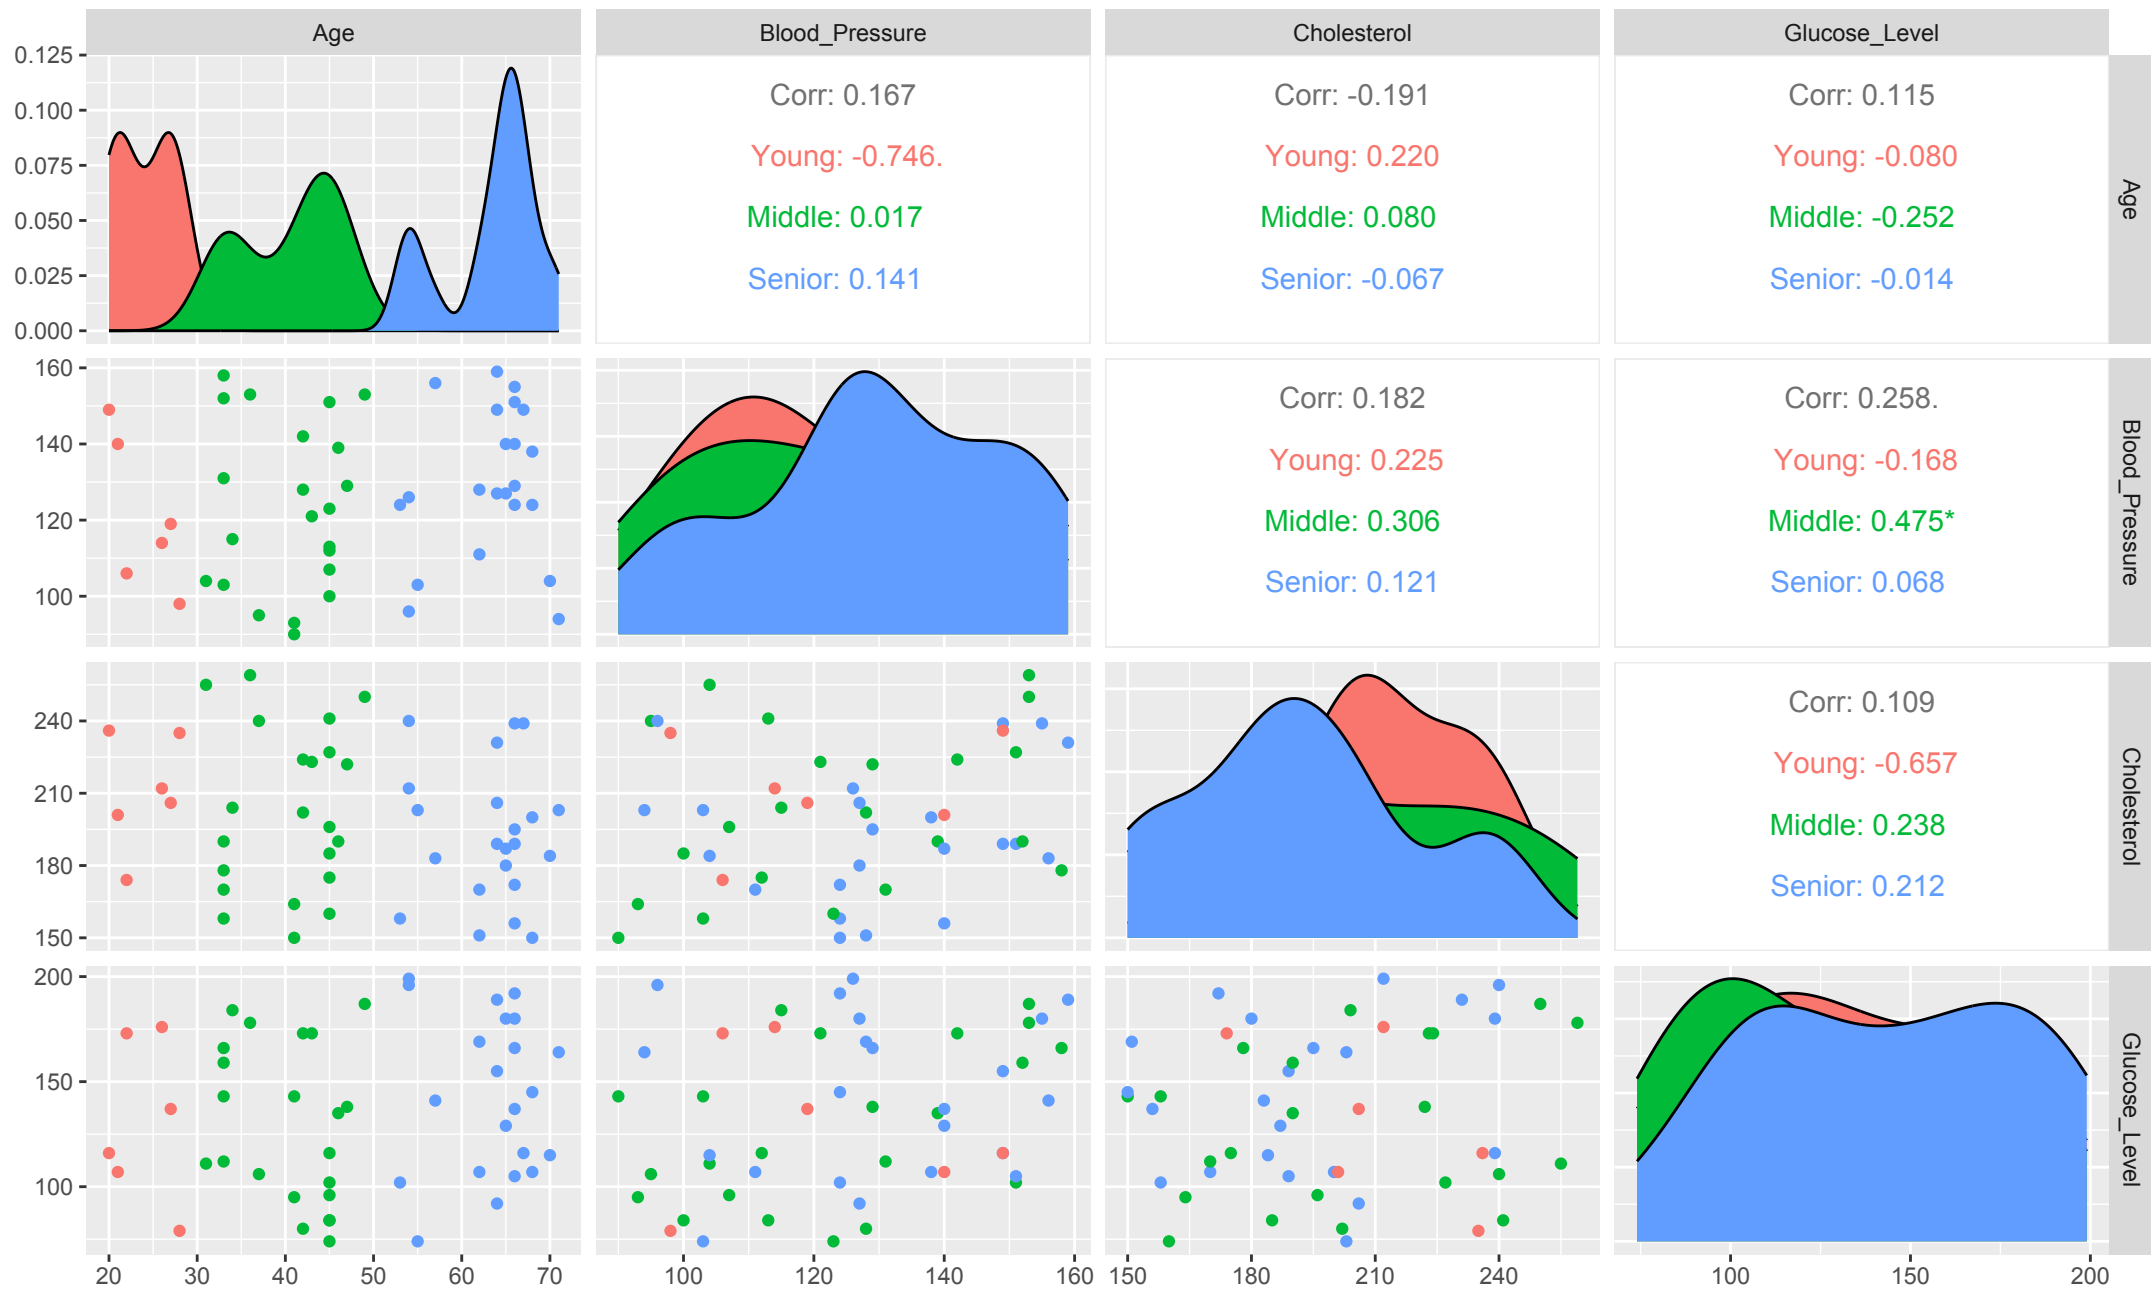 Age
Blood_Pressure
Cholesterol
Glucose_Level
0.125
0.100
0.075
0.050
0.025
0.000
Corr: 0.167
Young: -0.746.
Middle: 0.017
Senior: 0.141
Corr: -0.191
Young: 0.220
Middle: 0.080
Senior: -0.067
Corr: 0.115
Young: -0.080
Middle: -0.252
Senior: -0.014
Age
160
140
120
100
Corr: 0.182
Young: 0.225
Middle: 0.306
Senior: 0.121
Corr: 0.258.
Young: -0.168
Middle: 0.475*
Senior: 0.068
Blood_Pressure
240
210
180
150
Corr: 0.109
Young: -0.657
Middle: 0.238
Senior: 0.212
Cholesterol
200
150
100
Glucose_Level
20 30 40 50 60 70
100 120 140 160
150 180 210 240
100 150 200